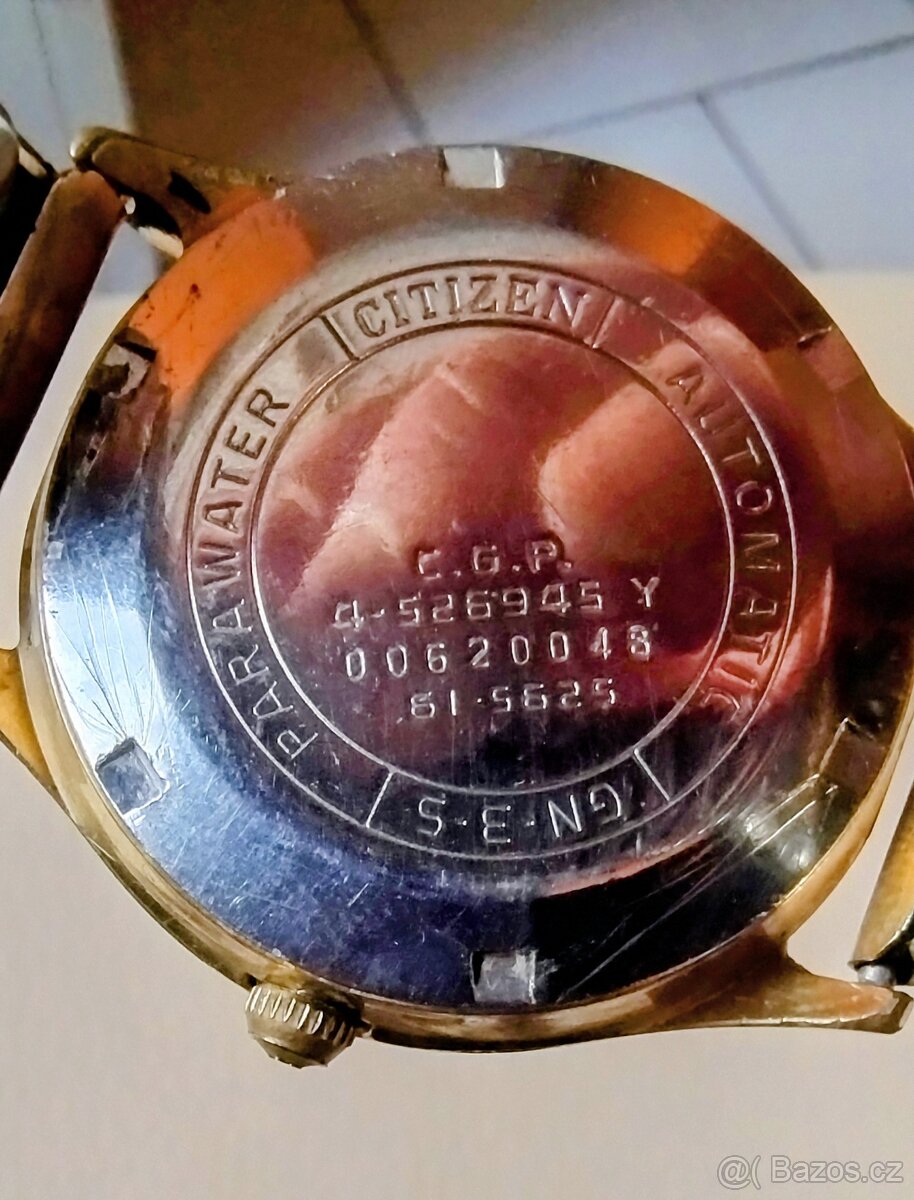 CITIZEN
AUTOMATIC
GN-3-S
PARAWATER
C.G.P.
4-526945 Y
00620048
61-5625
@( Bazos.cz